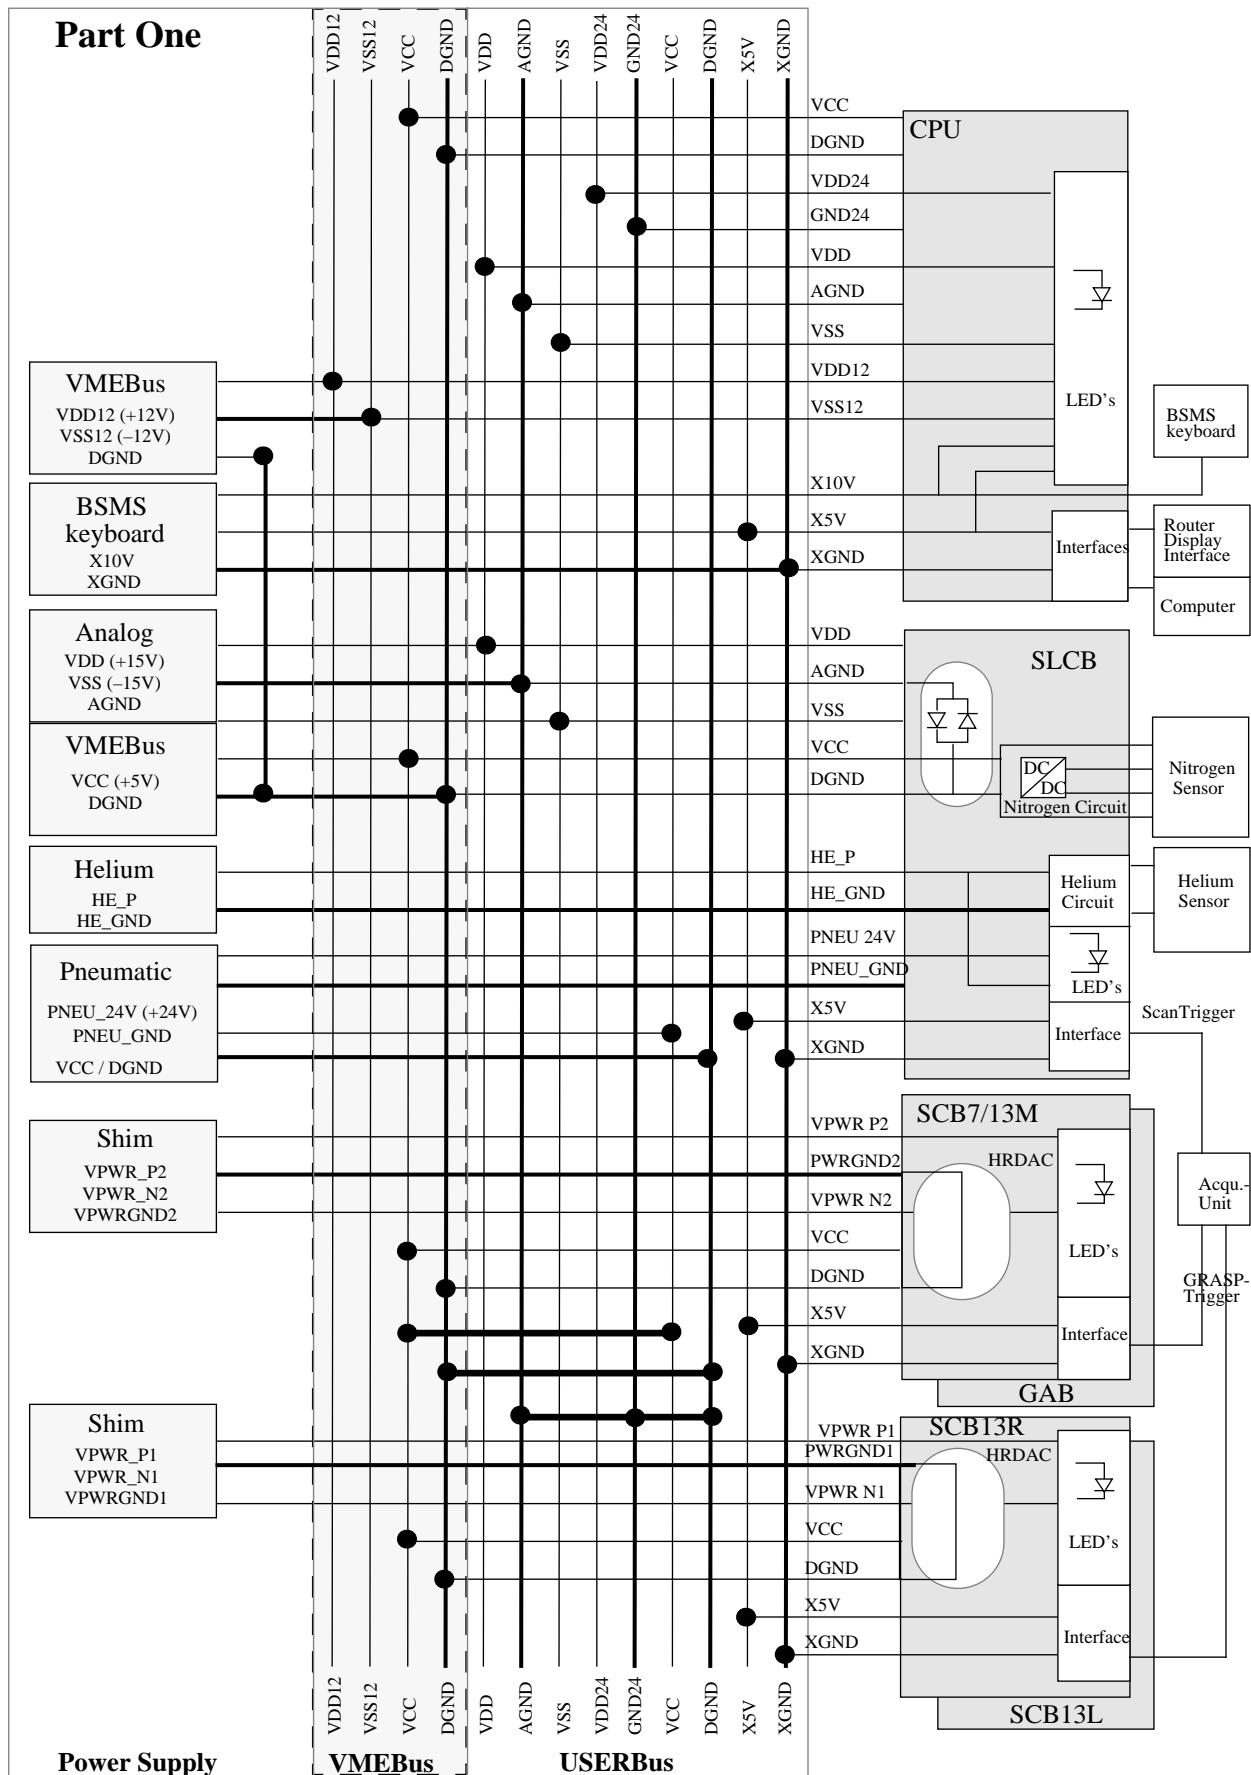 Part One
VDD12
VSS12
VCC
DGND
VDD
AGND
VSS
VDD24
GND24
VCC
DGND
X5V
XGND
VCC
DGND
VDD24
GND24
VDD
AGND
VSS
VDD12
VSS12
X10V
X5V
XGND
CPU
LED's
Interfaces
BSMS
keyboard
Router
Display
Interface
Computer
VMEBus
VDD12 (+12V)
VSS12 (–12V)
DGND
BSMS
keyboard
X10V
XGND
Analog
VDD (+15V)
VSS (–15V)
AGND
VMEBus
VCC (+5V)
DGND
VDD
AGND
VSS
VCC
DGND
SLCB
DC
DC
Nitrogen Circuit
Nitrogen
Sensor
Helium
HE_P
HE_GND
HE_P
HE_GND
Helium
Circuit
Helium
Sensor
Pneumatic
PNEU_24V (+24V)
PNEU_GND
VCC / DGND
PNEU 24V
PNEU_GND
X5V
XGND
LED's
Interface
ScanTrigger
Shim
VPWR_P2
VPWR_N2
VPWRGND2
VPWR P2
PWRGND2
VPWR N2
VCC
DGND
X5V
XGND
SCB7/13M
HRDAC
LED's
Interface
GAB
Acqu.-
Unit
GRASP-
Trigger
Shim
VPWR_P1
VPWR_N1
VPWRGND1
VPWR P1
PWRGND1
VPWR N1
VCC
DGND
X5V
XGND
SCB13R
HRDAC
LED's
Interface
SCB13L
VDD12
VSS12
VCC
DGND
VDD
AGND
VSS
VDD24
GND24
VCC
DGND
X5V
XGND
Power Supply
VMEBus
USERBus